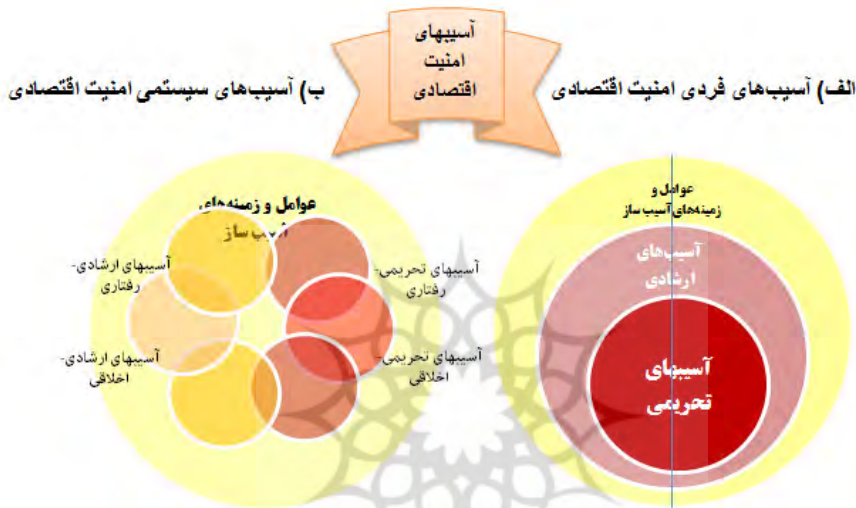 آسیبهای
امنیت
اقتصادی
الف) آسیب‌های فردی امنیت اقتصادی
ب) آسیب‌های سیستمی امنیت اقتصادی
عوامل و
زمینه‌های آسیب ساز
آسیب‌های
ارشادی
آسیبهای
تحریمی
عوامل و زمینه‌های
آسیب ساز
آسیبهای تحریمی-
رفتاری
آسیبهای تحریمی-
اخلاقی
آسیبهای ارشادی-
رفتاری
آسیبهای ارشادی-
اخلاقی